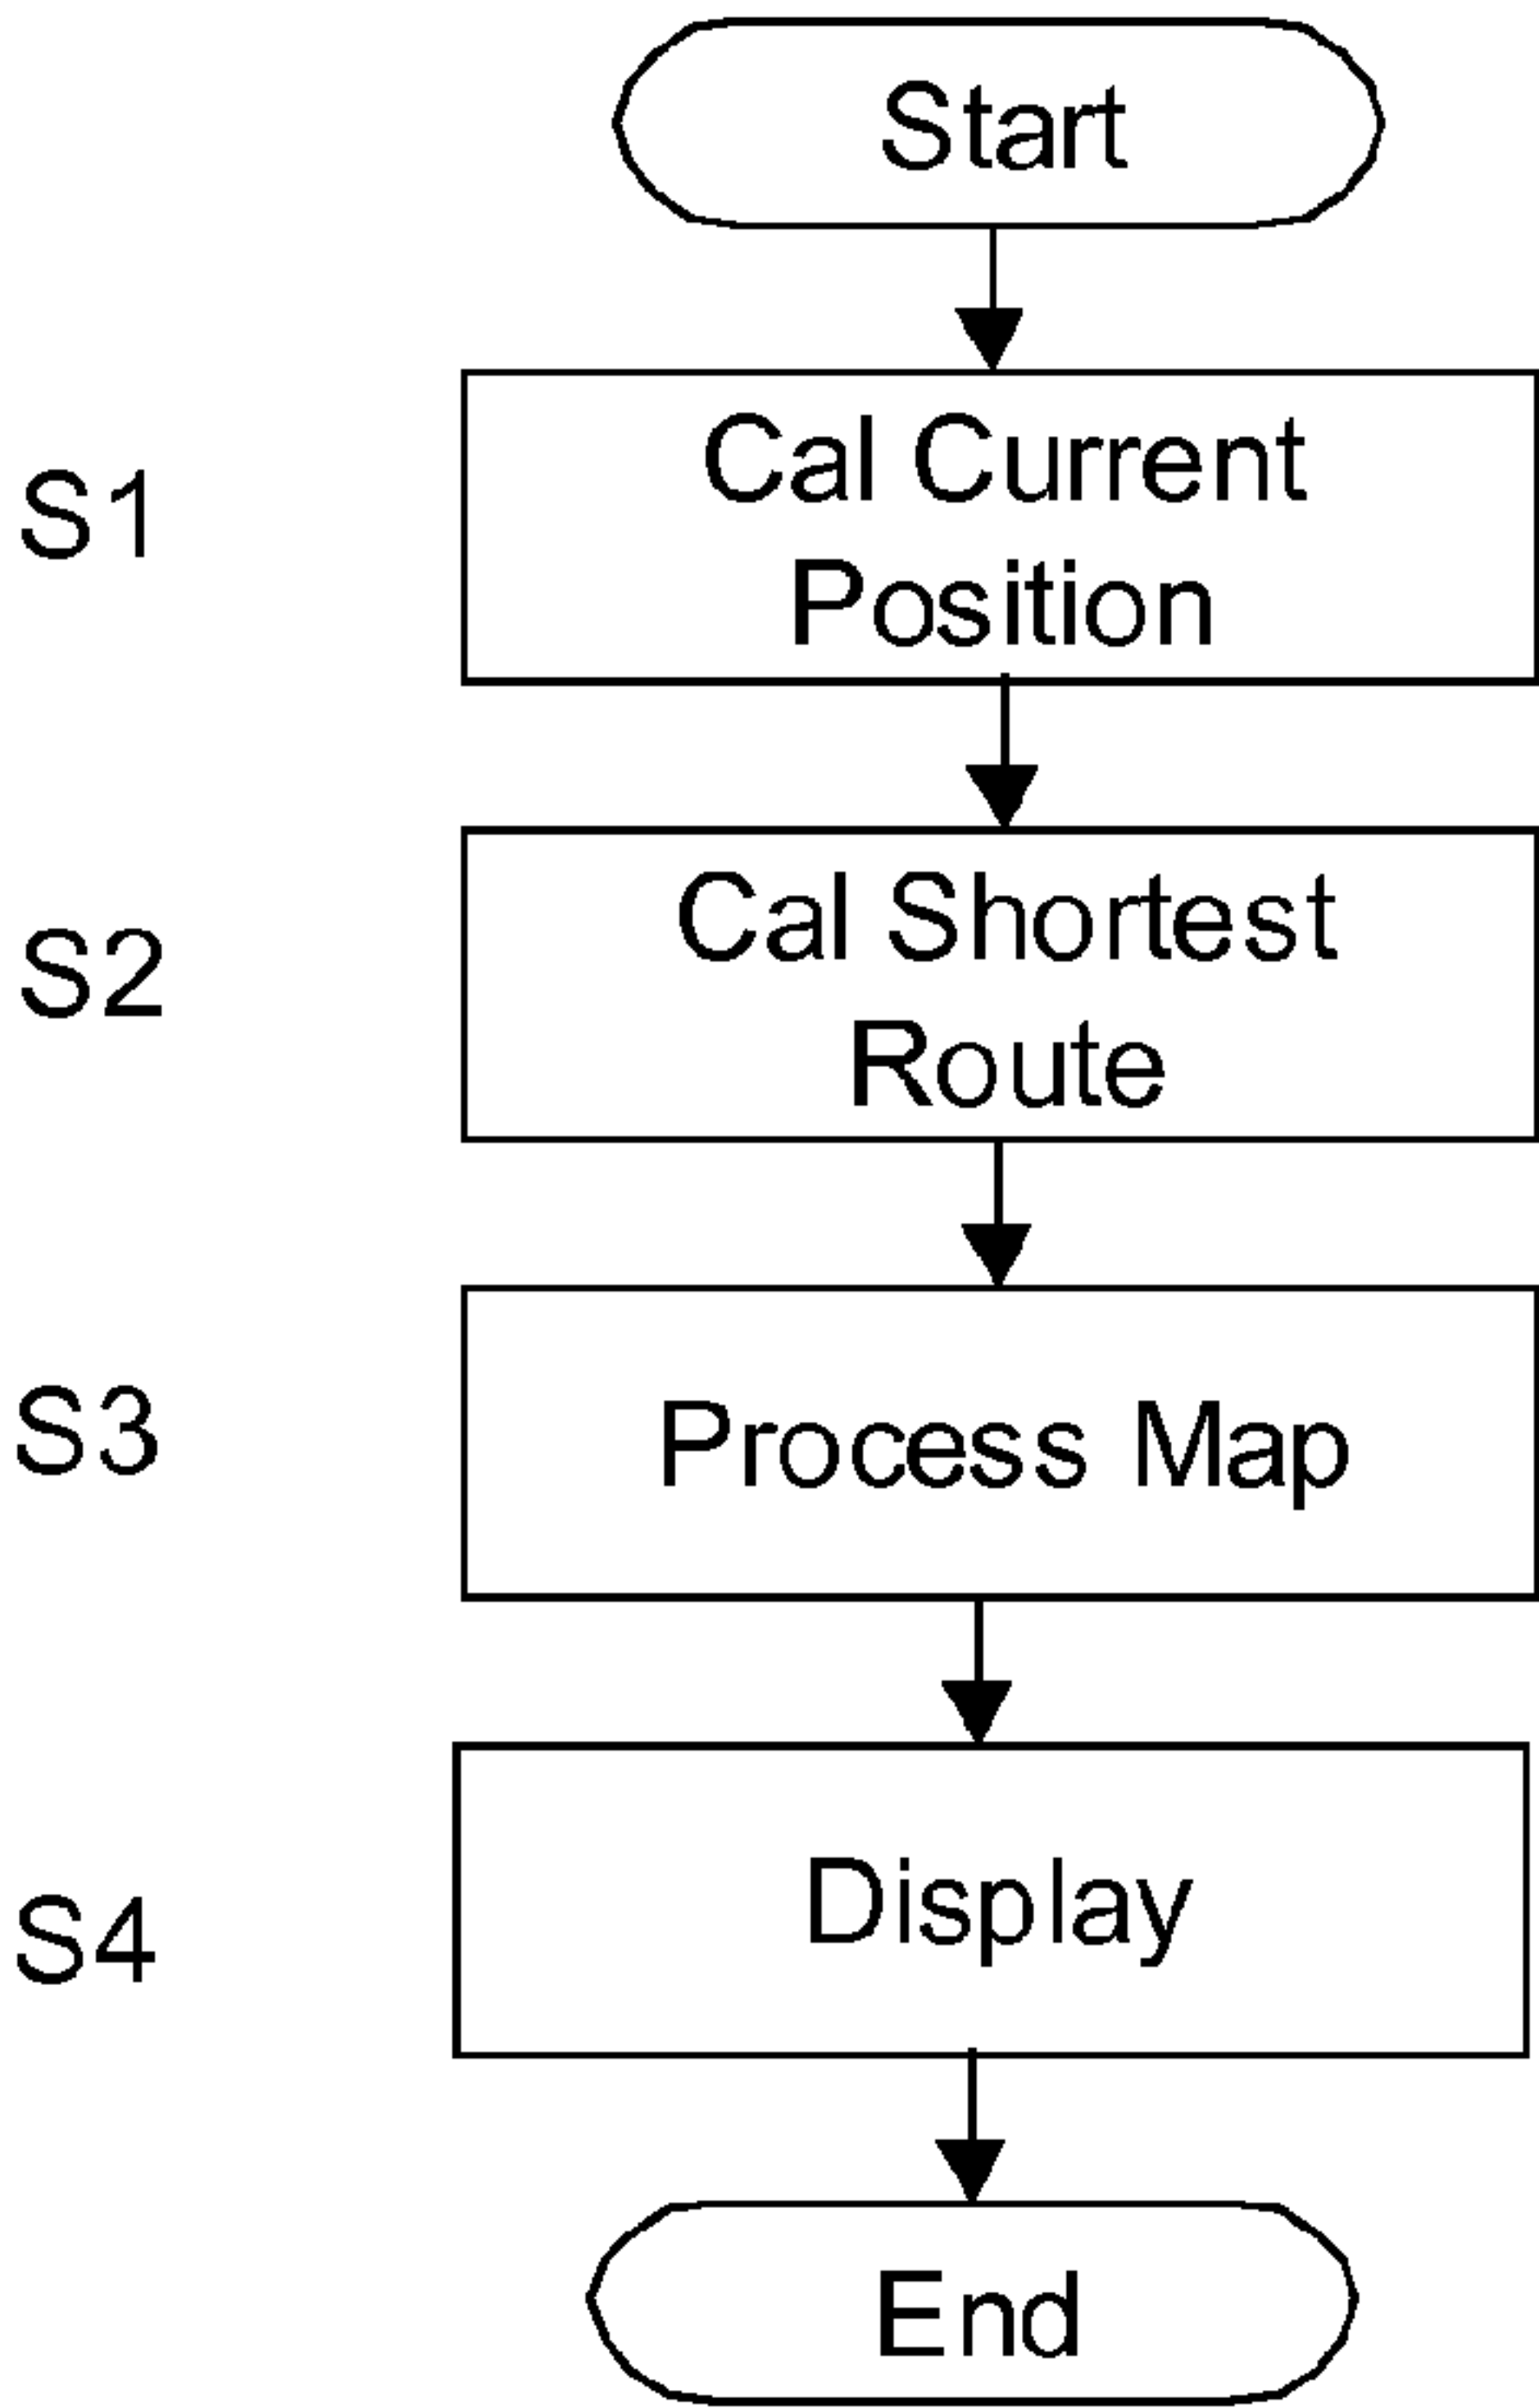 Start
S1
Cal Current
Position
S2
Cal Shortest
Route
S3
Process Map
S4
Display
End